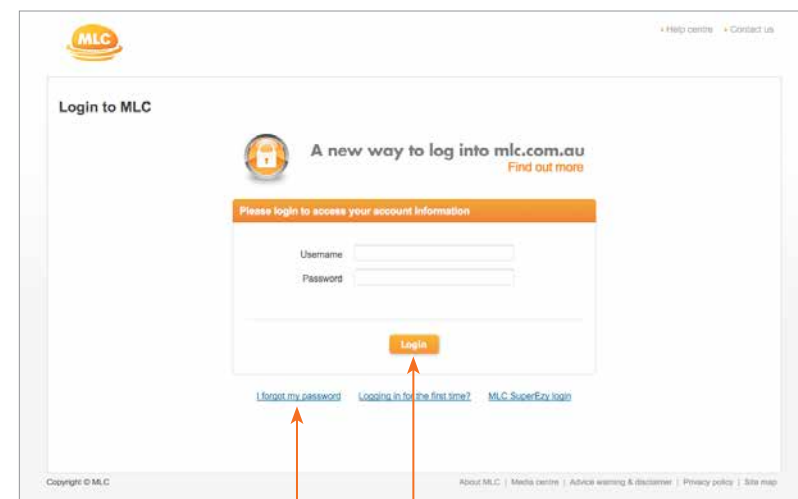 MLC
Help centre Contact us
Login to MLC
A new way to log into mlc.com.au
Find out more
Please login to access your account information
Username
Password
Login
I forgot my password Logging in for the first time? MLC SuperEzy login
Copyright © MLC About MLC | Media centre | Advice warning & disclaimer | Privacy policy | Site map